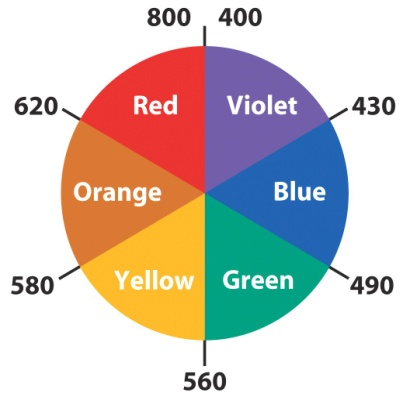 800 400
620 Red Violet 430
Orange Blue
580 Yellow Green 490
560